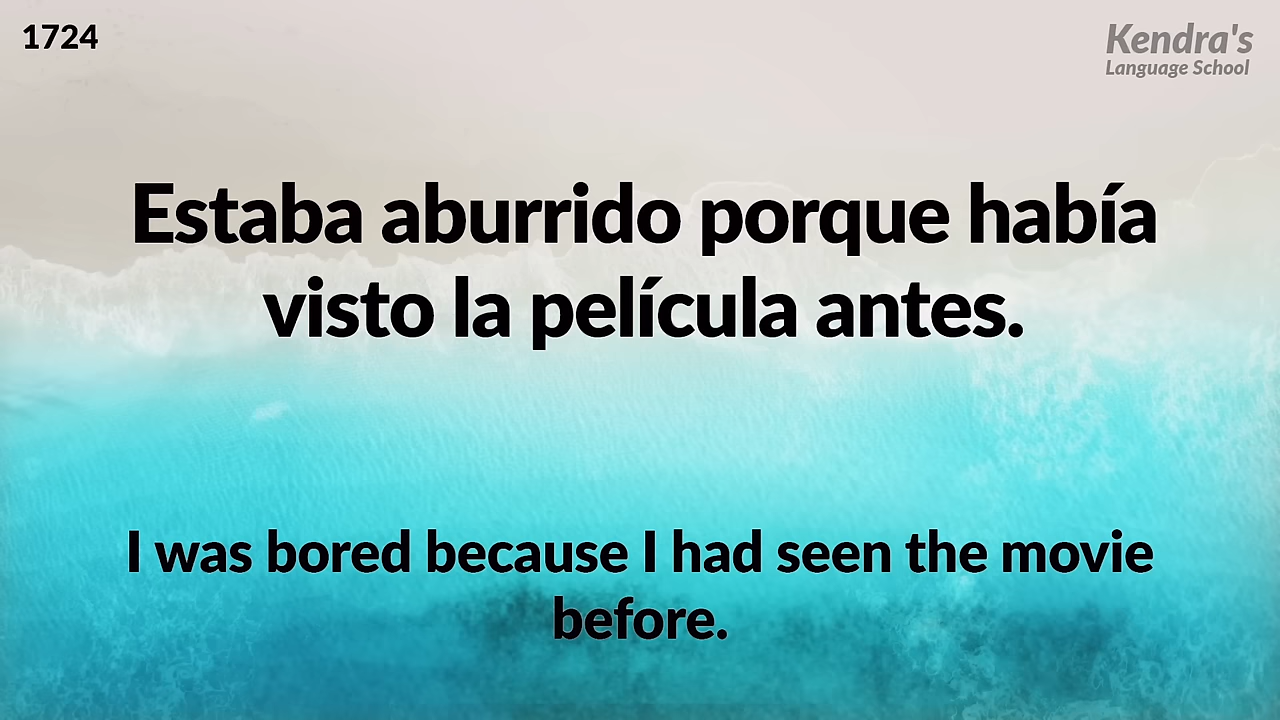 1724
Kendra's
Language School
Estaba aburrido porque había
visto la película antes.
I was bored because I had seen the movie
before.